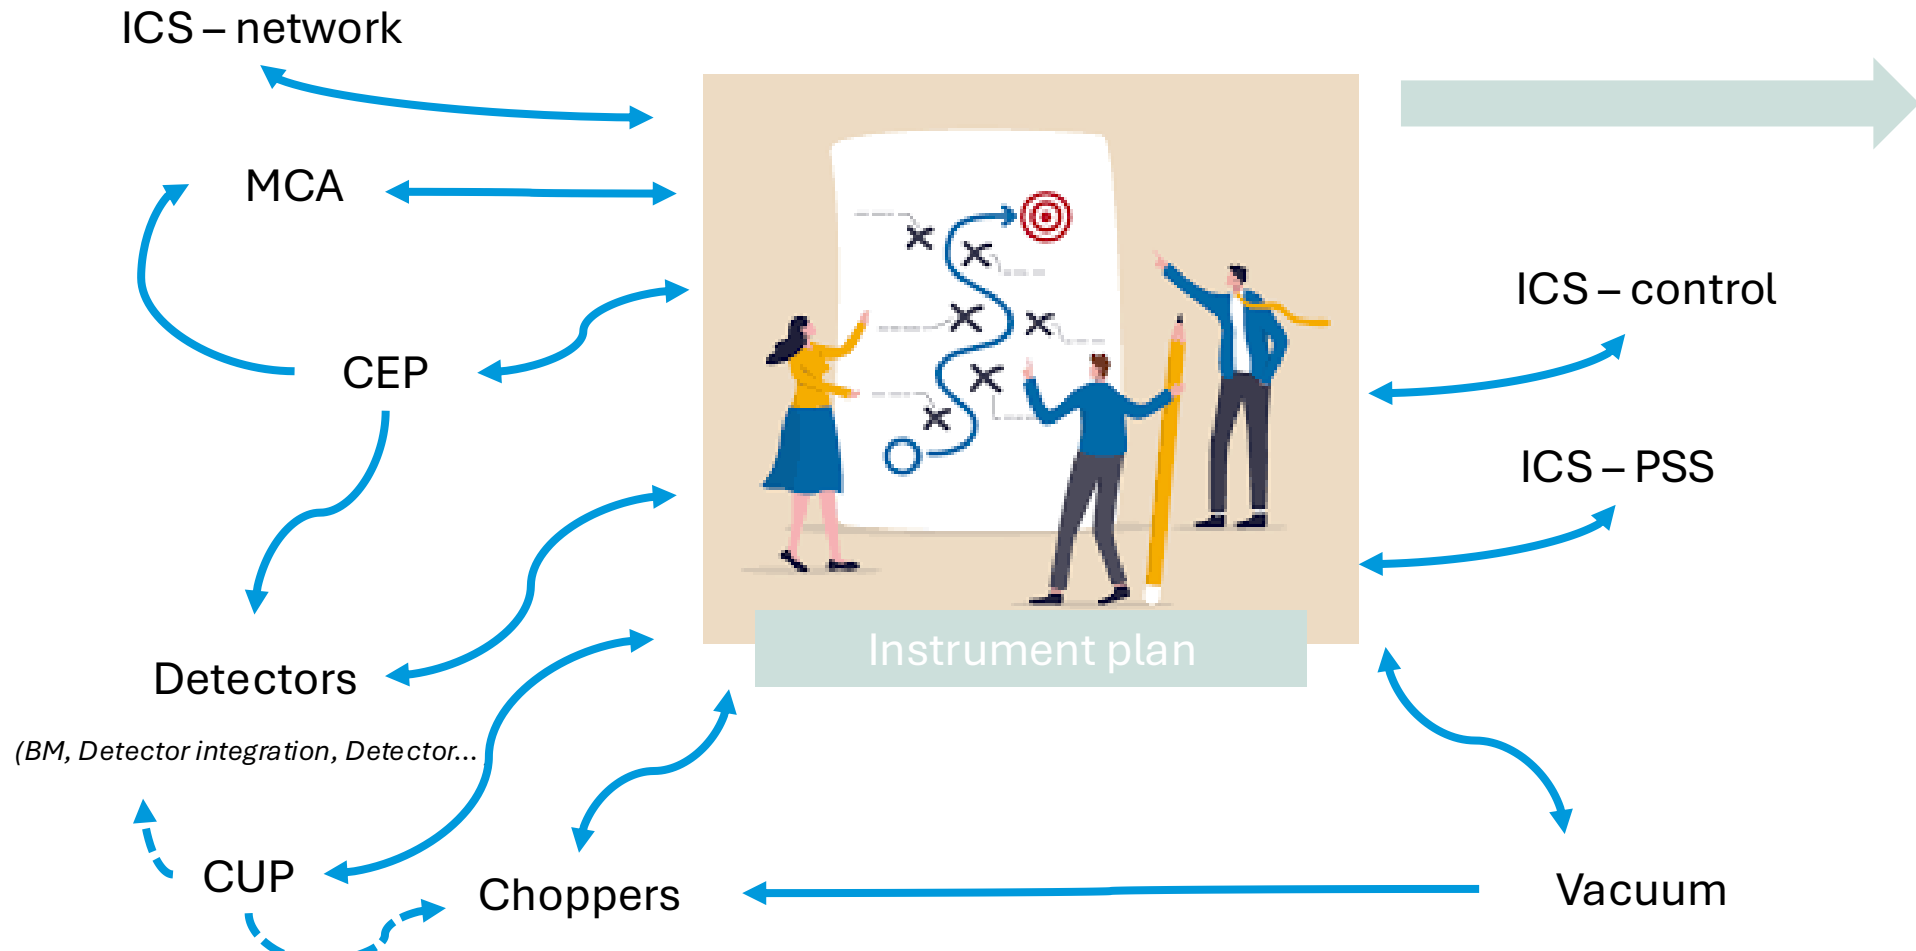 ICS – network
MCA
ICS – control
CEP
ICS – PSS
Instrument plan
Detectors
(BM, Detector integration, Detector...
CUP
Choppers
Vacuum